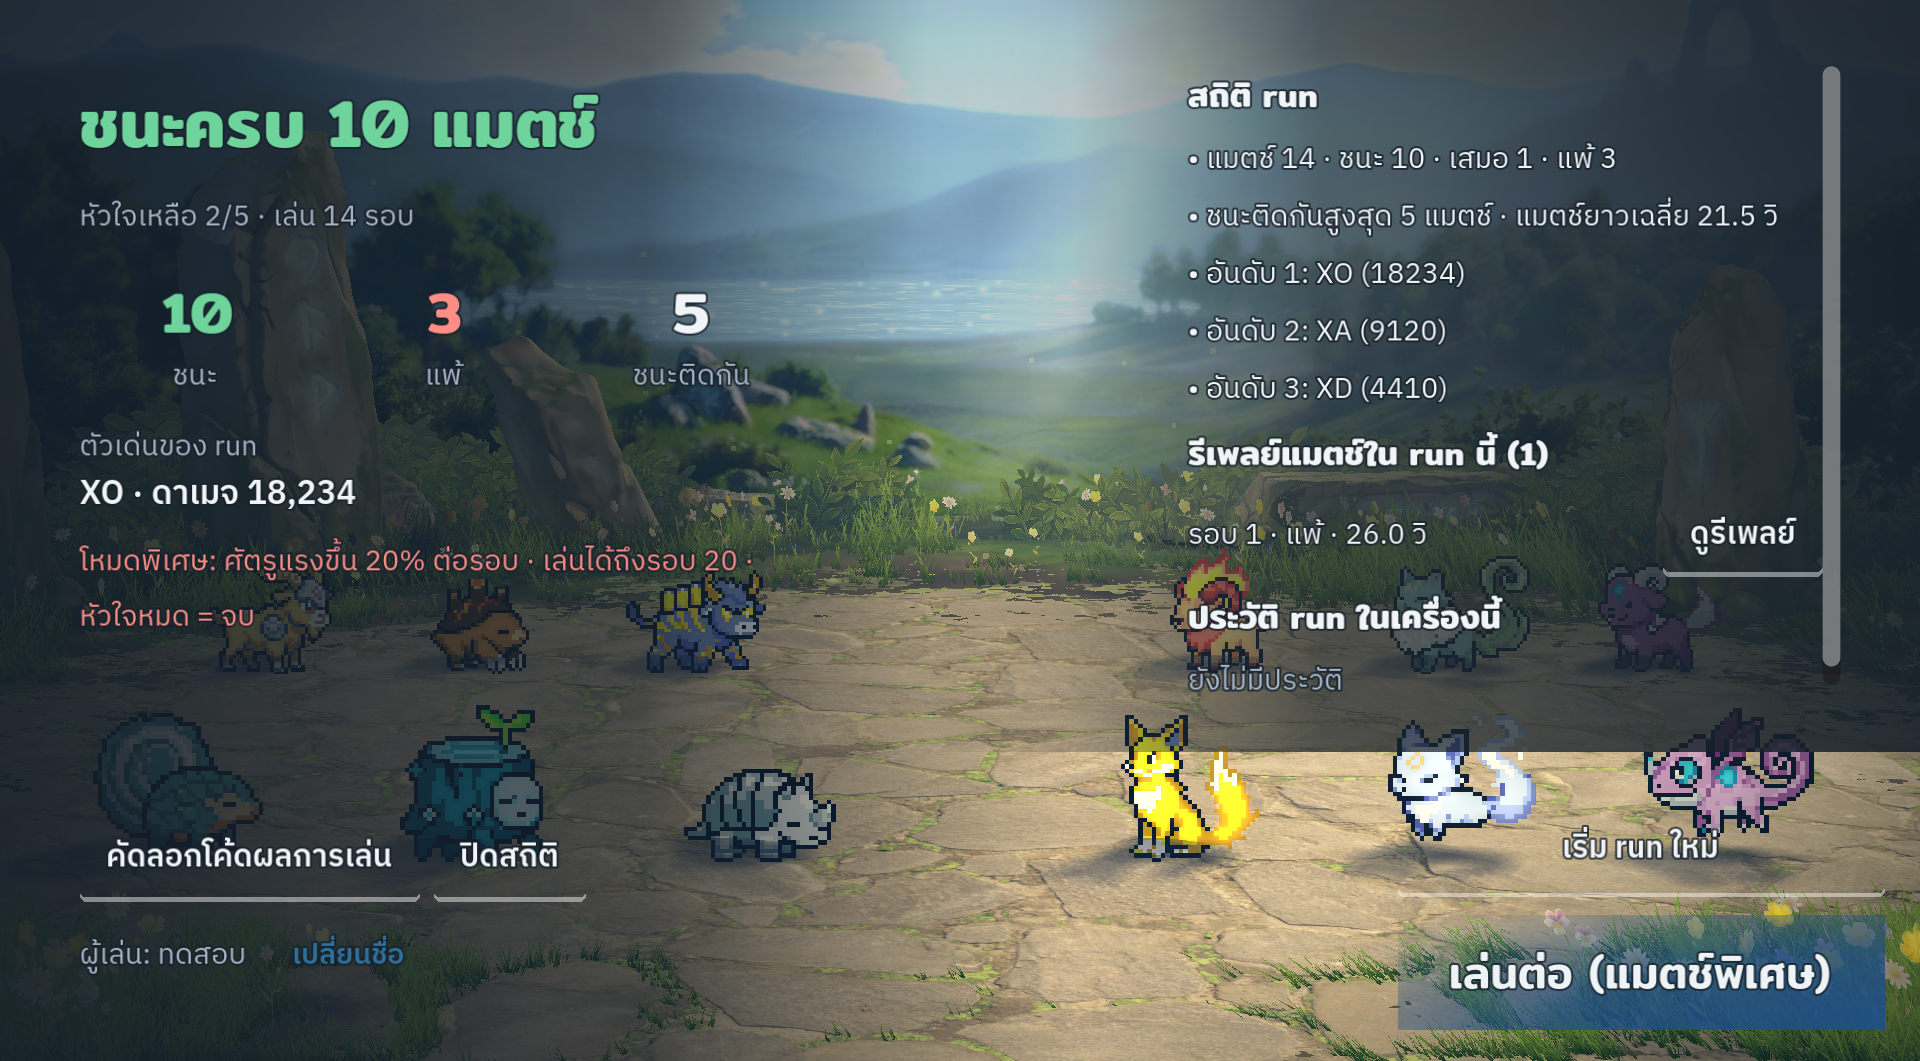 ชนะครบ 10 แมตช์
หัวใจเหลือ 2/5 · เล่น 14 รอบ
10
ชนะ
3
แพ้
5
ชนะติดกัน
ตัวเด่นของ run
XO · ดาเมจ 18,234
โหมดพิเศษ: ศัตรูแรงขึ้น 20% ต่อรอบ · เล่นได้ถึงรอบ 20 ·
หัวใจหมด = จบ
คัดลอกโค้ดผลการเล่น
ปิดสถิติ
ผู้เล่น: ทดสอบ
เปลี่ยนชื่อ
สถิติ run
• แมตช์ 14 · ชนะ 10 · เสมอ 1 · แพ้ 3
• ชนะติดกันสูงสุด 5 แมตช์ · แมตช์ยาวเฉลี่ย 21.5 วิ
• อันดับ 1: XO (18234)
• อันดับ 2: XA (9120)
• อันดับ 3: XD (4410)
รีเพลย์แมตช์ใน run นี้ (1)
รอบ 1 · แพ้ · 26.0 วิ
ดูรีเพลย์
ประวัติ run ในเครื่องนี้
ยังไม่มีประวัติ
เริ่ม run ใหม่
เล่นต่อ (แมตช์พิเศษ)